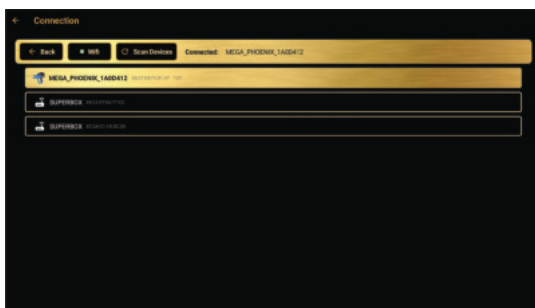 Connection
Back Wifi Scan Devices Connected: MEGA_PHOENIX_1A0D412
MEGA_PHOENIX_1A0D412
SUPERBOX
SUPERBOX